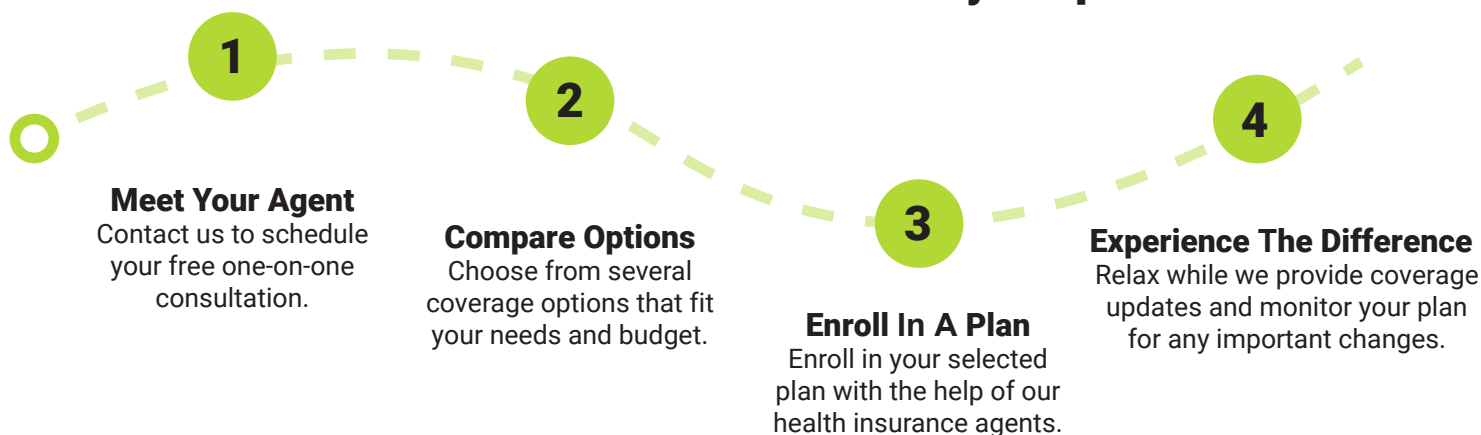 1
Meet Your Agent
Contact us to schedule
your free one-on-one
consultation.
2
Compare Options
Choose from several
coverage options that fit
your needs and budget.
3
Enroll In A Plan
Enroll in your selected
plan with the help of our
health insurance agents.
4
Experience The Difference
Relax while we provide coverage
updates and monitor your plan
for any important changes.